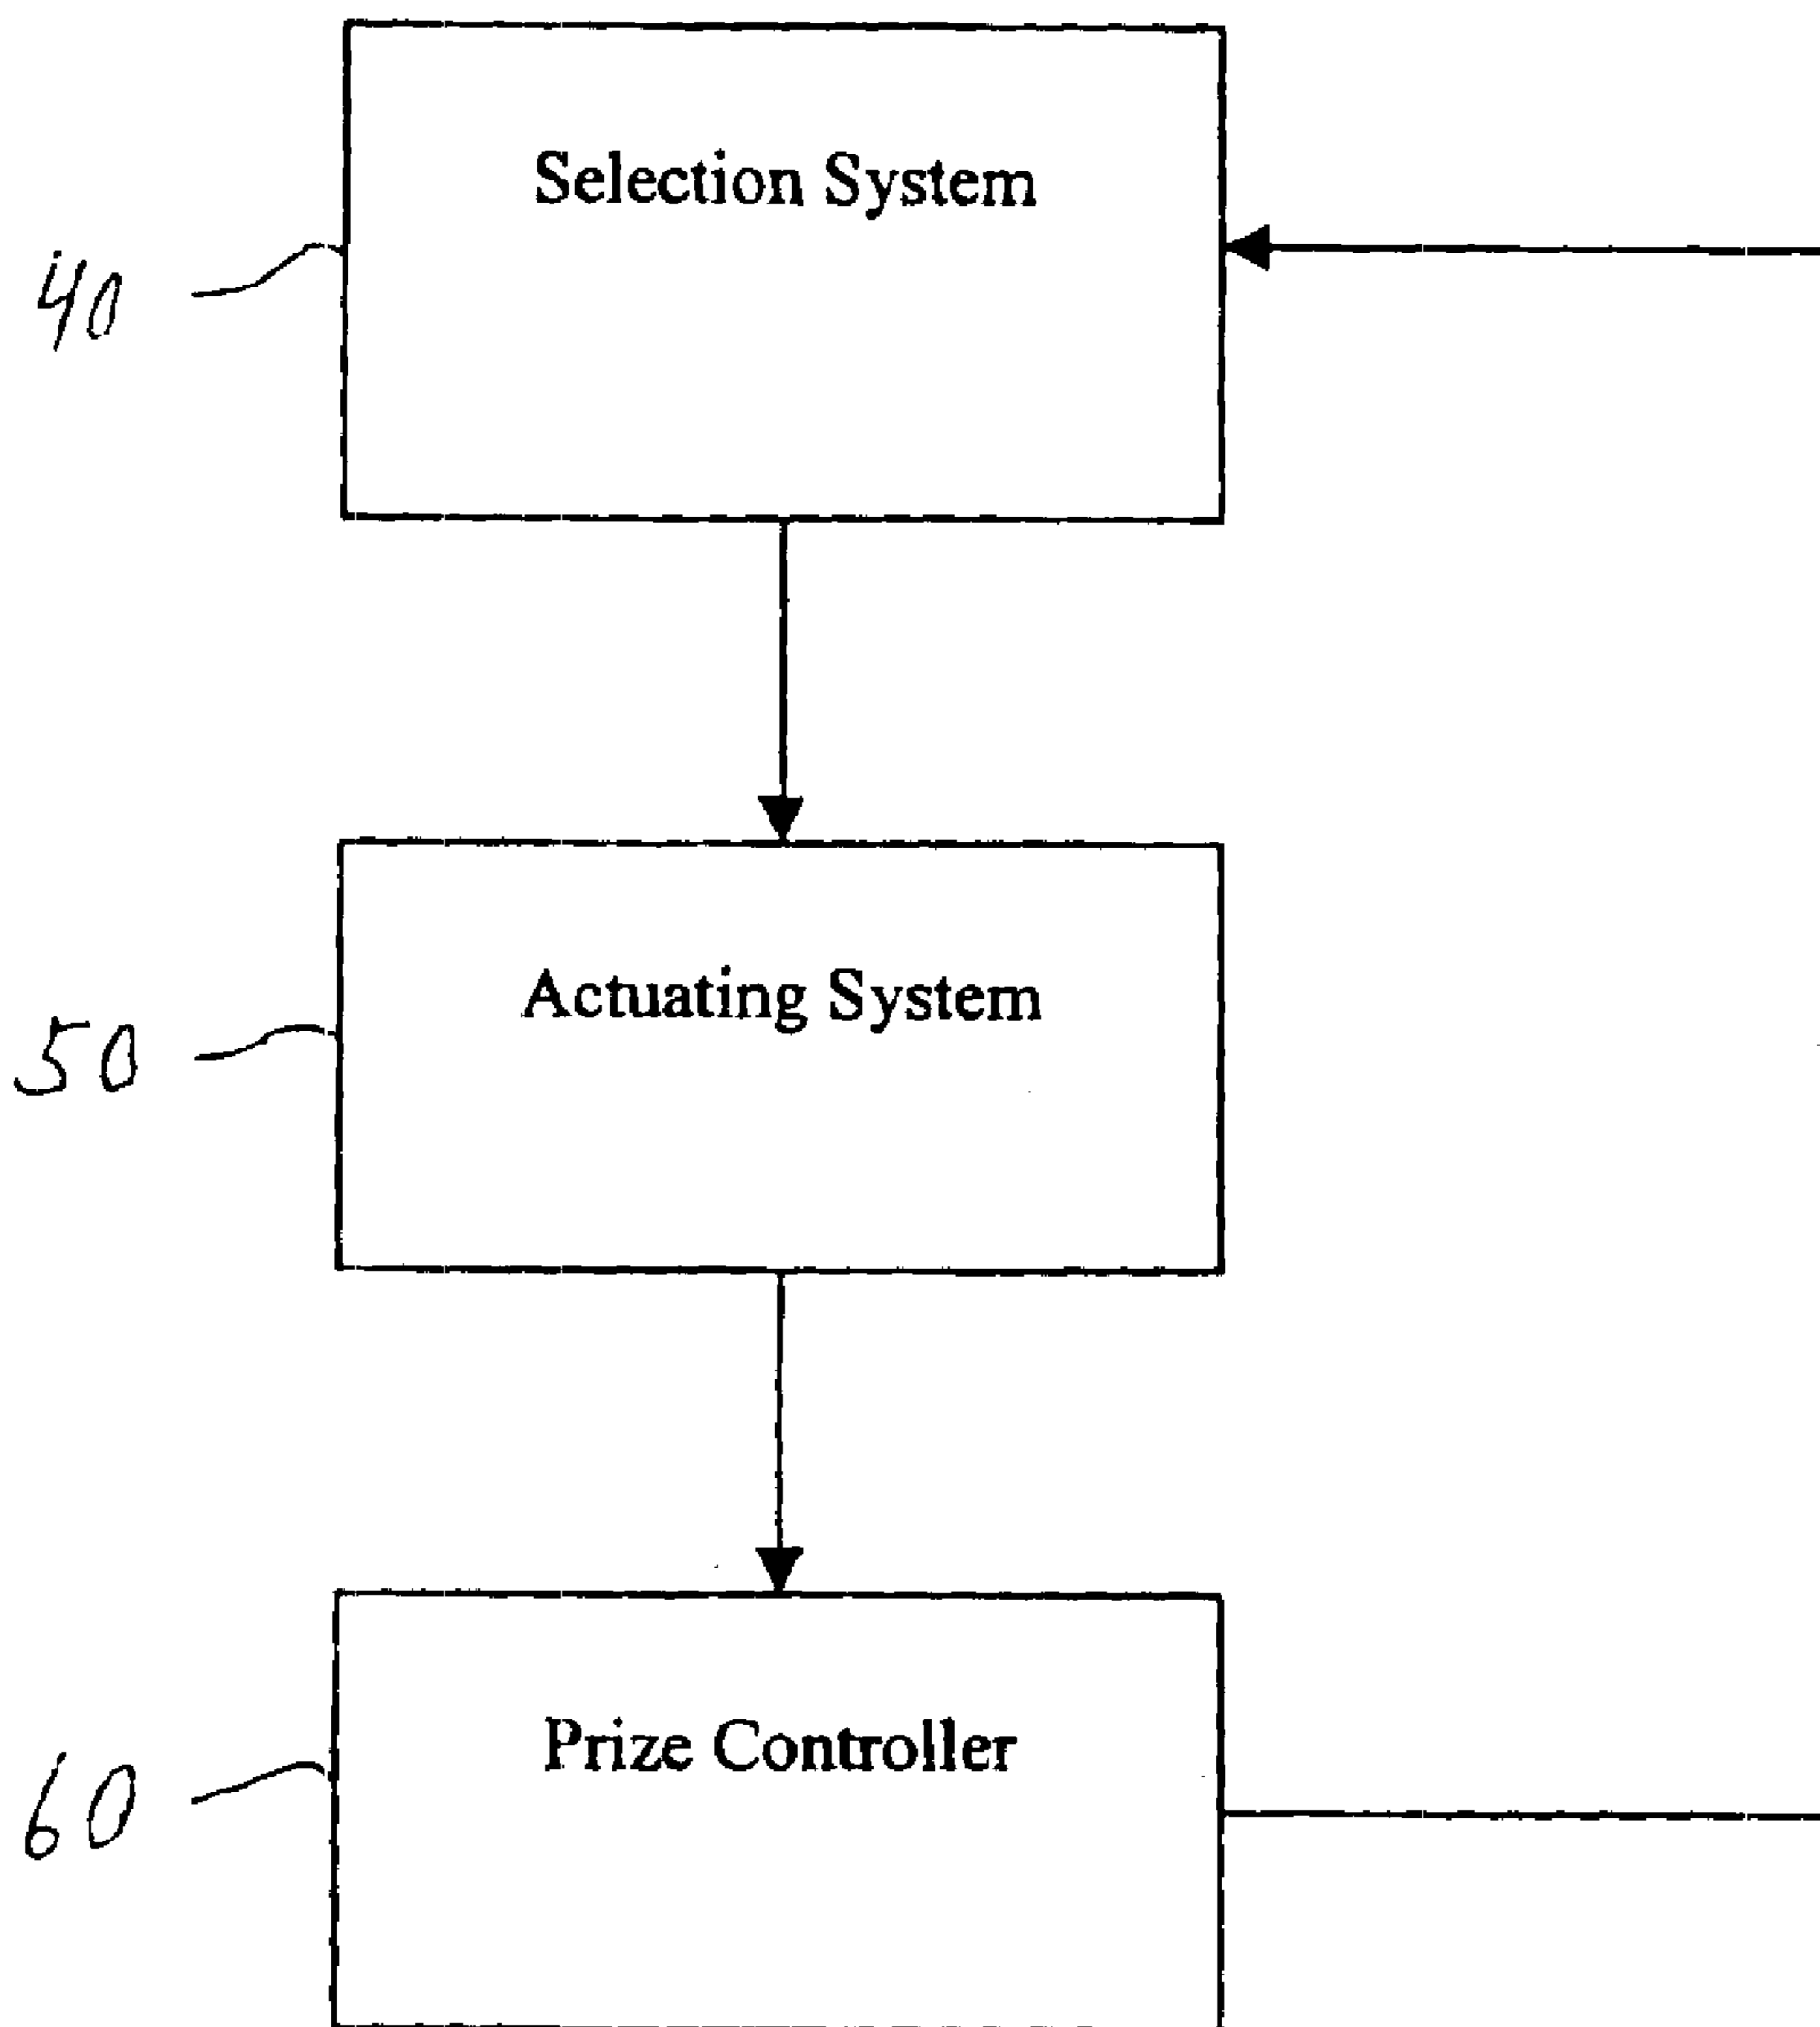 Selection System
40
Actuating System
50
Prize Controller
60